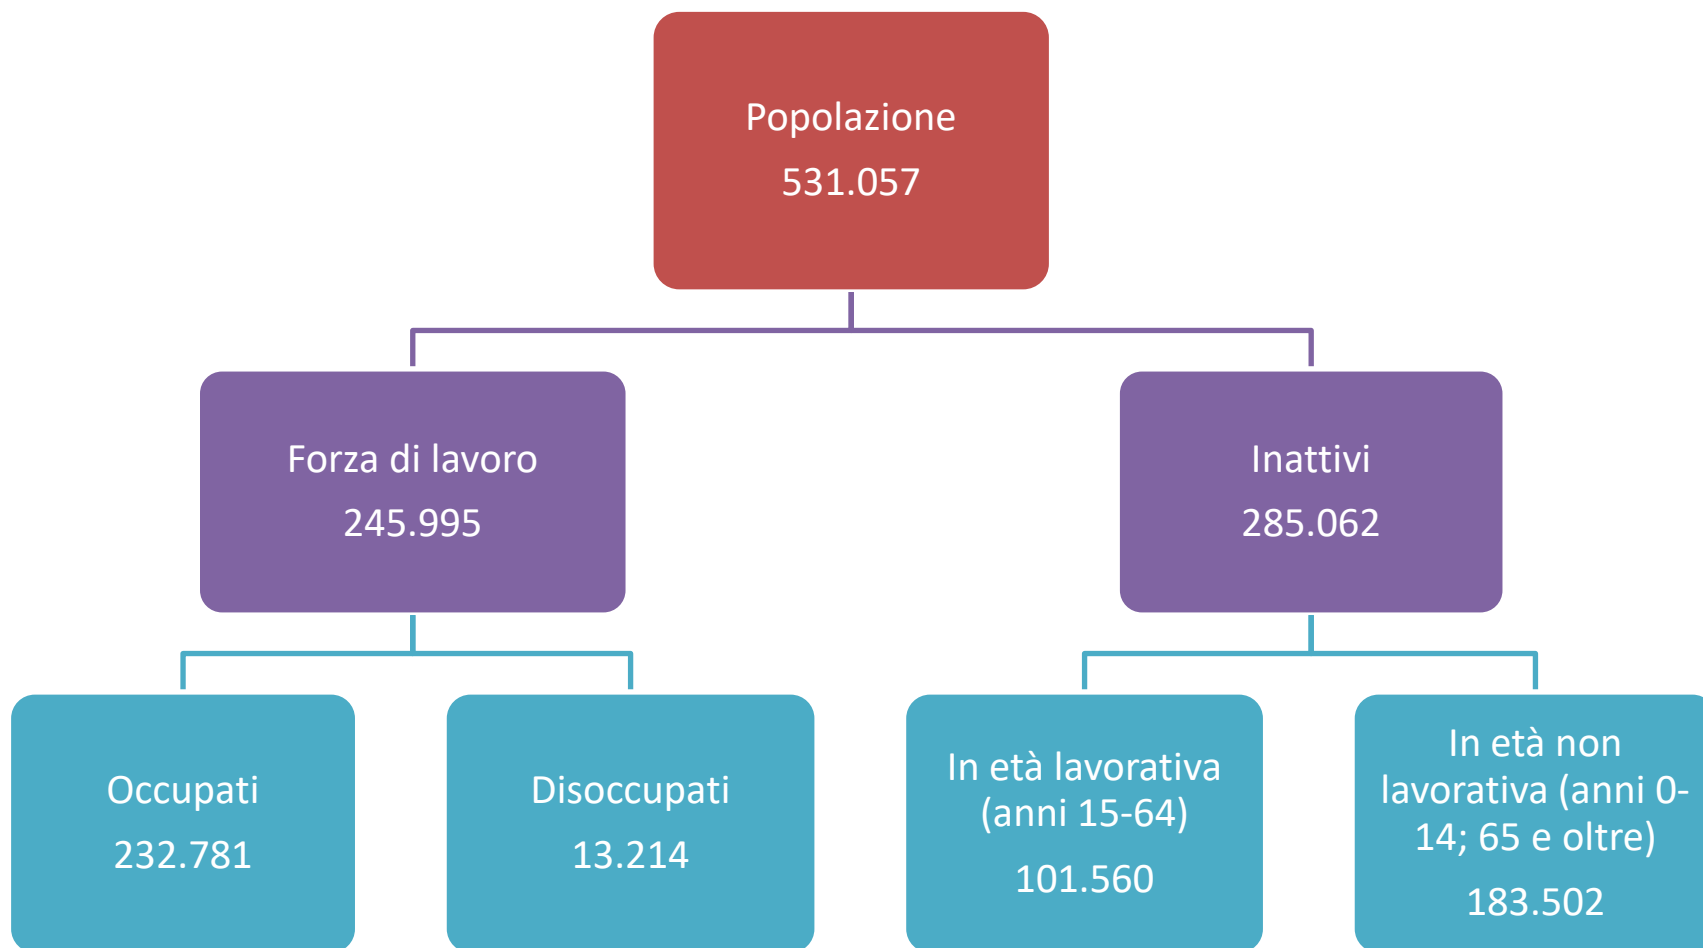 Popolazione
531.057
Forza di lavoro
245.995
Inattivi
285.062
Occupati
232.781
Disoccupati
13.214
In età lavorativa
(anni 15-64)
101.560
In età non
lavorativa (anni 0-
14; 65 e oltre)
183.502